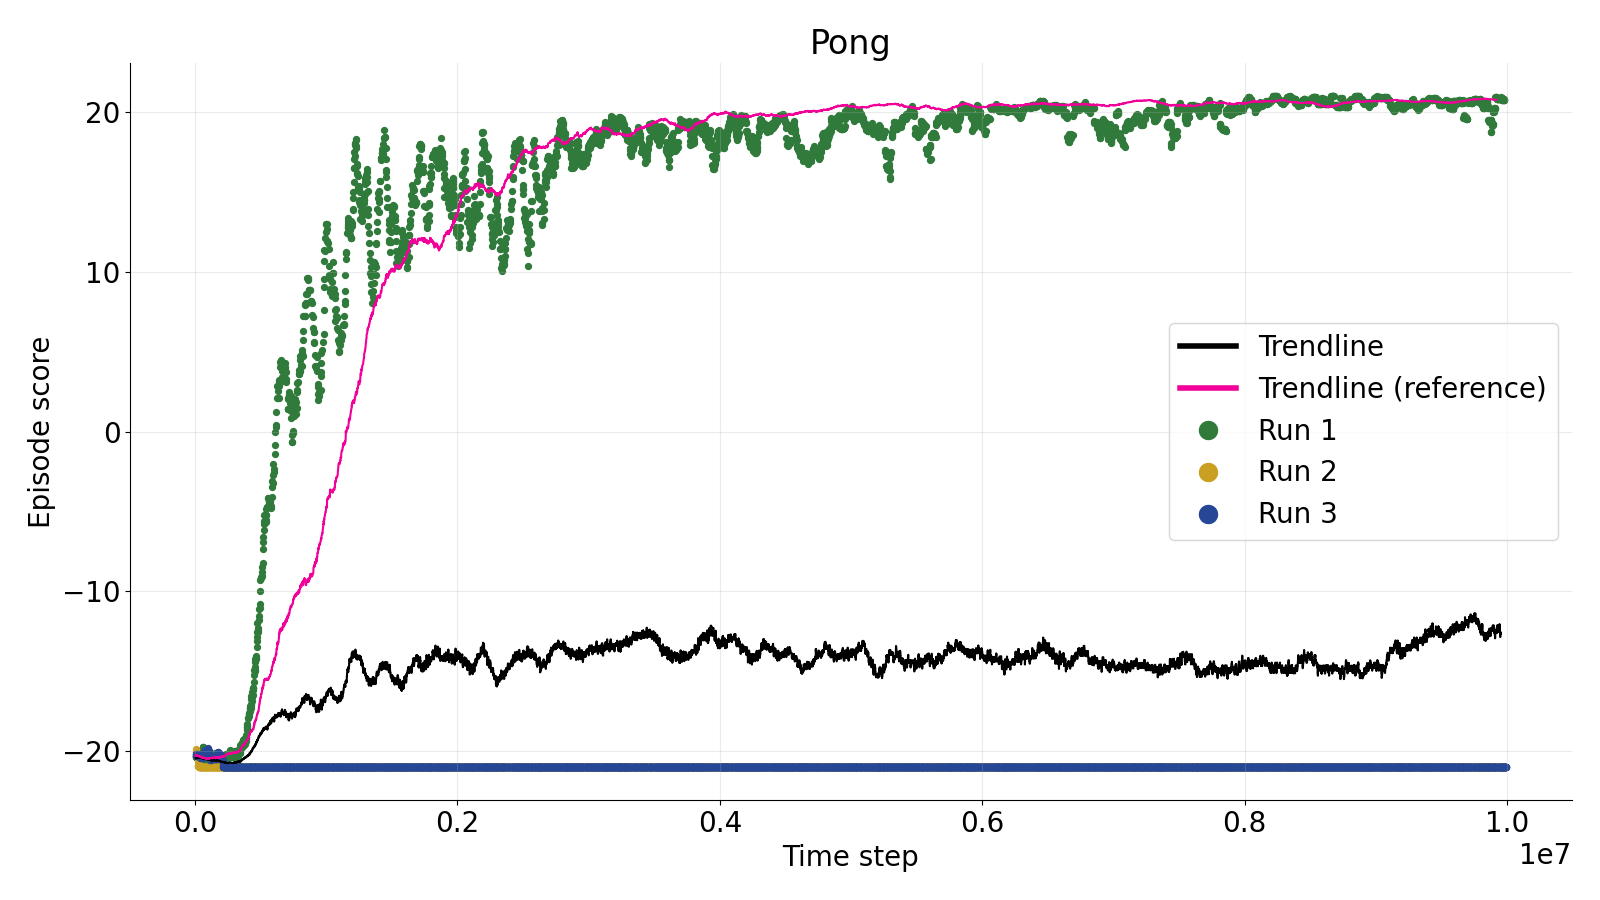 Pong
20
10
0
−10
−20
Episode score
Trendline
Trendline (reference)
Run 1
Run 2
Run 3
0.0
0.2
0.4
0.6
0.8
1.0
Time step
1e7